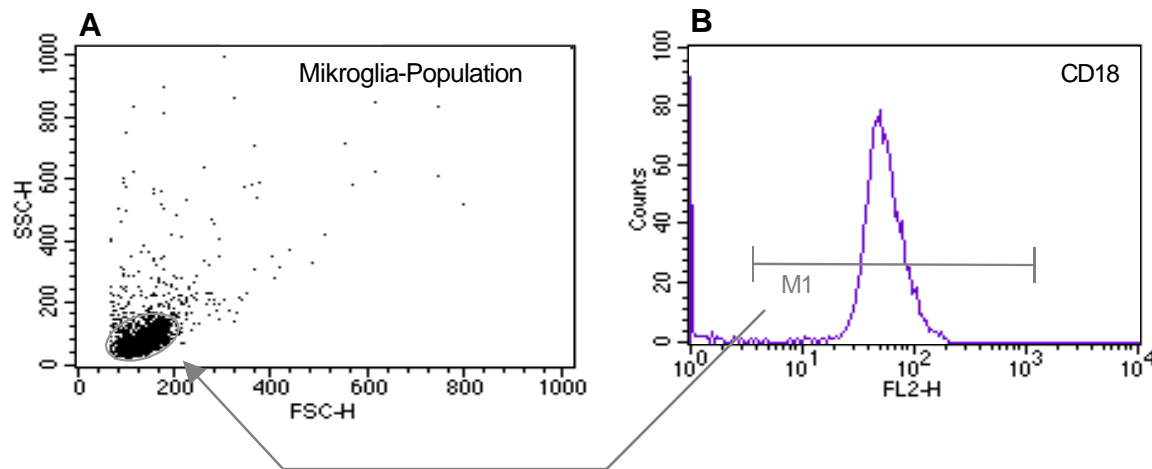 A
Mikroglia-Population
SSC-H
0 200 400 600 800 1000
0 200 400 600 800 1000
FSC-H
B
CD18
Counts
0 20 40 60 80 100
M1
10^0 10^1 10^2 10^3 10^4
FL2-H